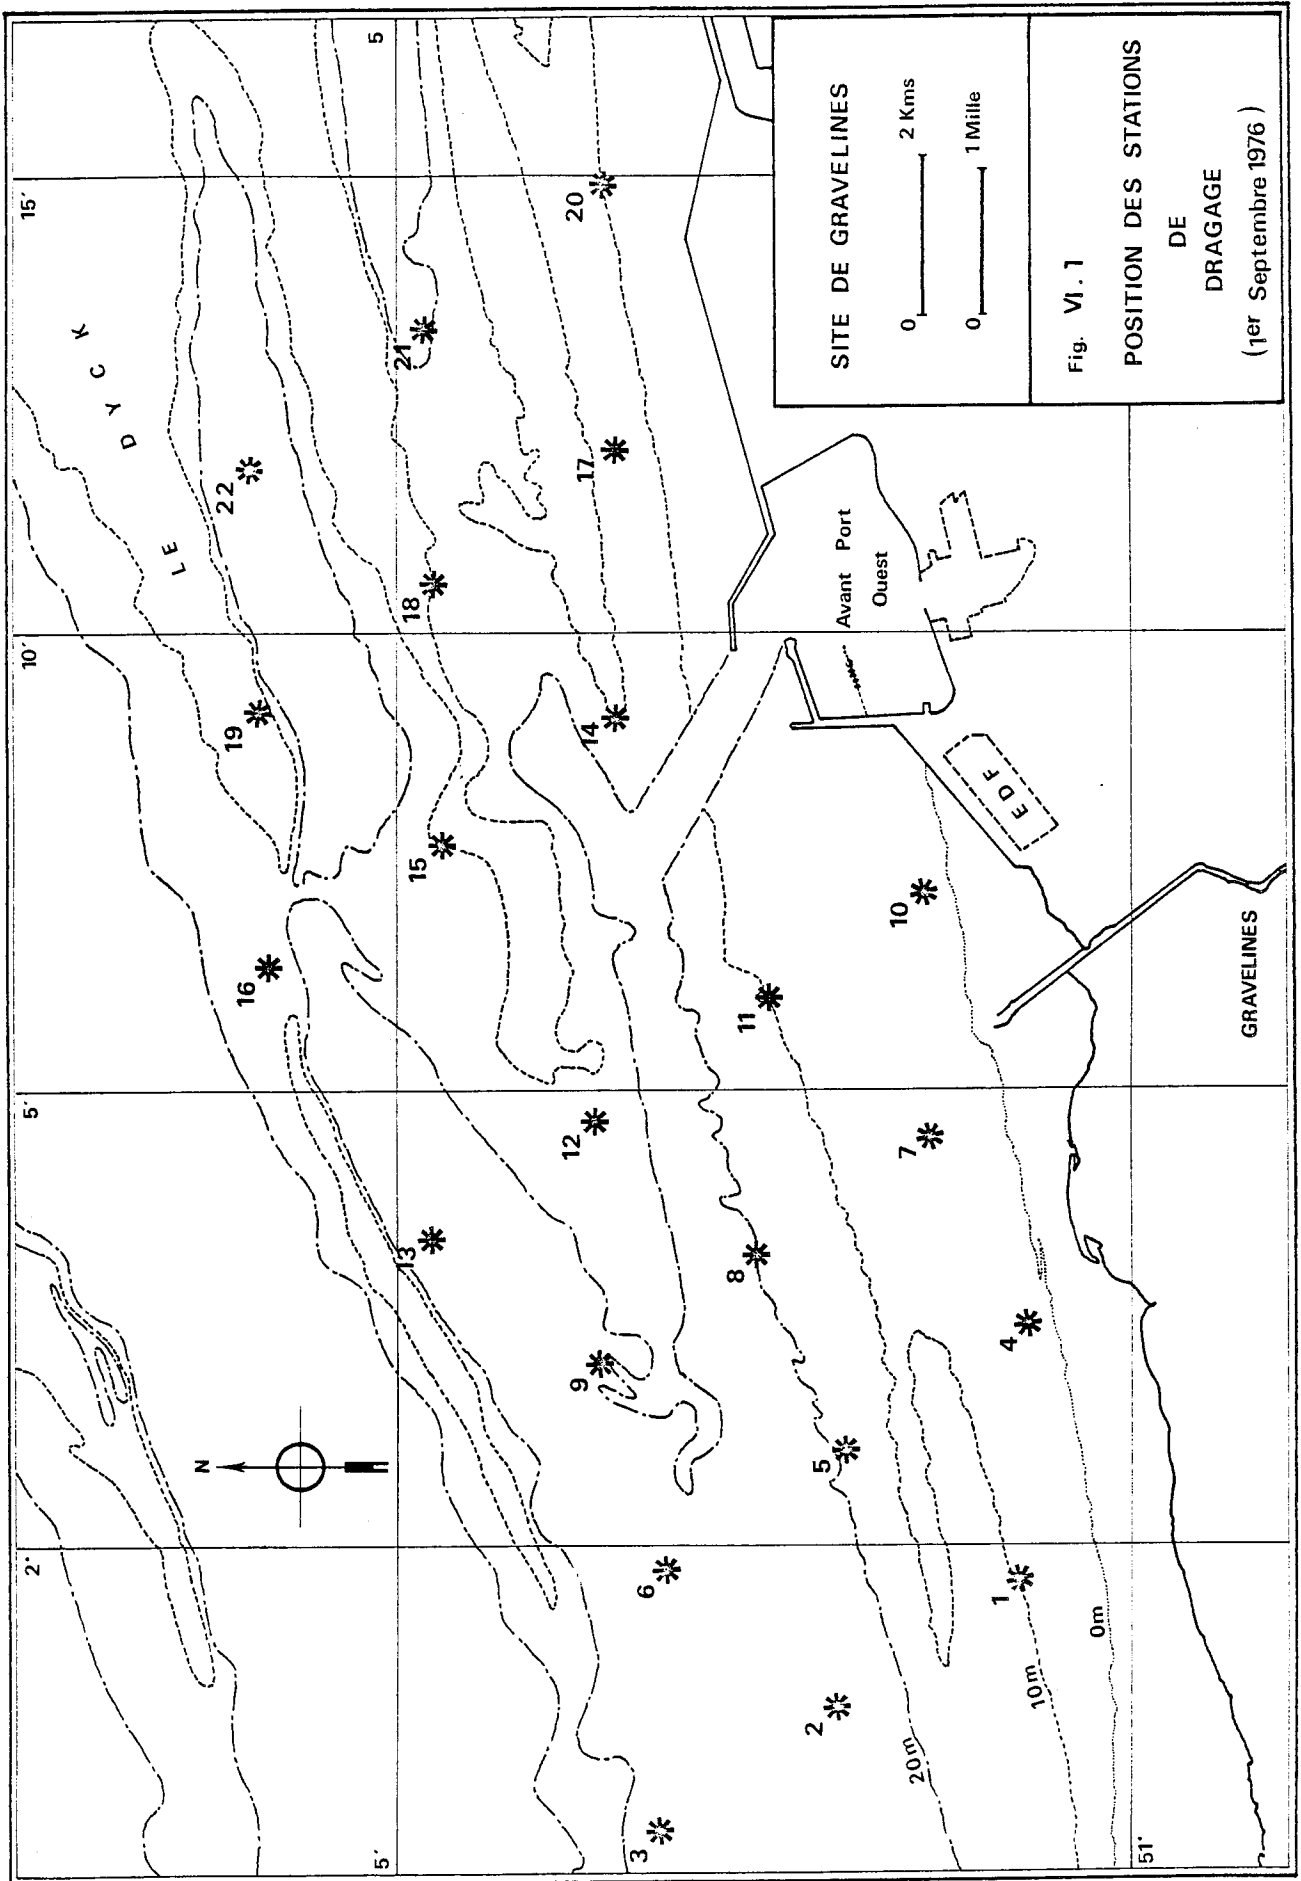 15'
10'
5'
2°
5
5'
51°
LE DYCK
N
22
19
16
21
18
15
13
20
17
14
12
9
6
3
11
8
5
2
10
7
4
1
20m
10m
0m
Avant Port
Ouest
EDF
GRAVELINES
SITE DE GRAVELINES
0 2 Kms
0 1 Mille
Fig. VI.1
POSITION DES STATIONS
DE
DRAGAGE
(1er Septembre 1976)